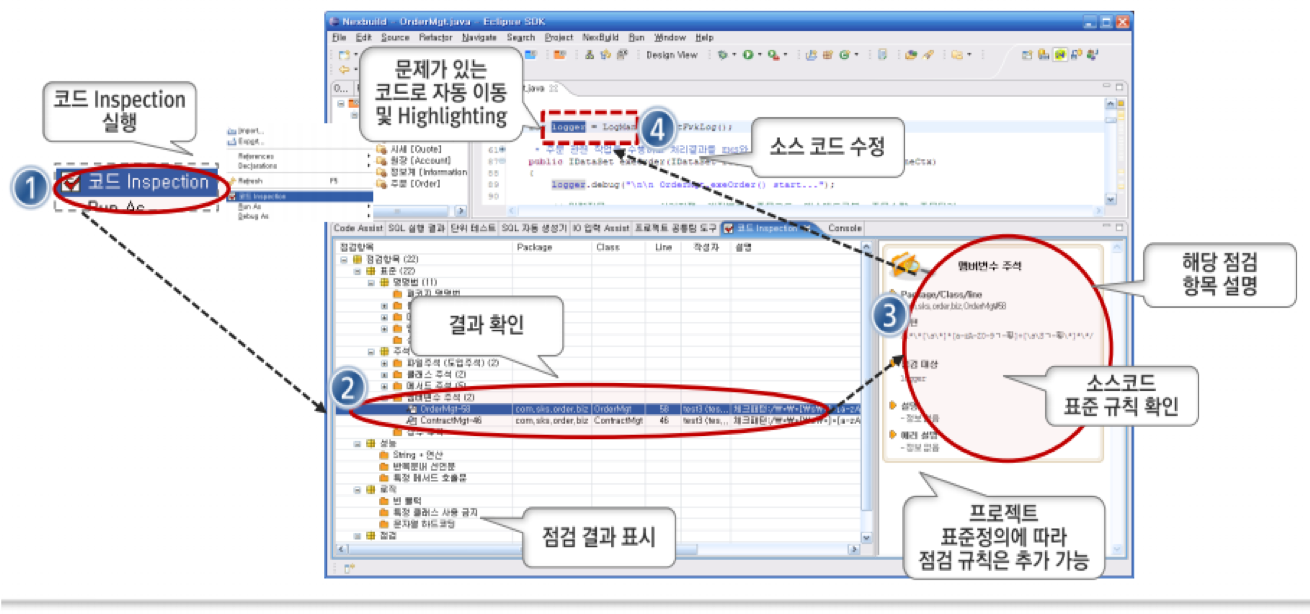 Nexbuild - OrderMgt.java - Eclipse SDK
File Edit Source Refactor Navigate Search Project NexBuild Run Window Help
Design View
문제가 있는
코드로 자동 이동
및 Highlighting
코드 Inspection
실행
Import...
Export...
References
Declarations
Refresh F5
코드 Inspection
Run As
Debug As
1
코드 Inspection
Run As
시세 [Quote]
원장 [Account]
정보계 [Information
주문 [Order]
.java
logger = LogMan
4
소스 코드 수정
public IDataSet exeOrder(IDataSet
89 logger.debug("\n\n OrderMgt.exeOrder() start...");
90
Code Assist SQL 실행 결과 단위 테스트 SQL 자동 생성기 IO 입력 Assist 프로젝트 공통팀 도구 코드 Inspection Console
점검항목 Package Class Line 작성자 설명
점검항목 (22)
표준 (22)
명명법 (11)
패키지 명명법
결과 확인
파일주석 (도입주석) (2)
클래스 주석 (2)
메서드 주석 (5)
멤버변수 주석 (2)
2
OrderMgt-58 com.sks.order.biz OrderMgt 58 test3 (tes...
ContractMgt-46 com.sks.order.biz ContractMgt 46 test3 (tes...
성능
String + 연산
반복문내 선언문
특정 메서드 호출문
로직
빈 블럭
특정 클래스 사용 금지
문자열 하드코딩
점검
점검 결과 표시
멤버변수 주석
Package/Class/line
com.sks.order.biz.OrderMgt#58
3
점검 대상
logger
설명
- 정보 없음
에러 설명
- 정보 없음
해당 점검
항목 설명
소스코드
표준 규칙 확인
프로젝트
표준정의에 따라
점검 규칙은 추가 가능